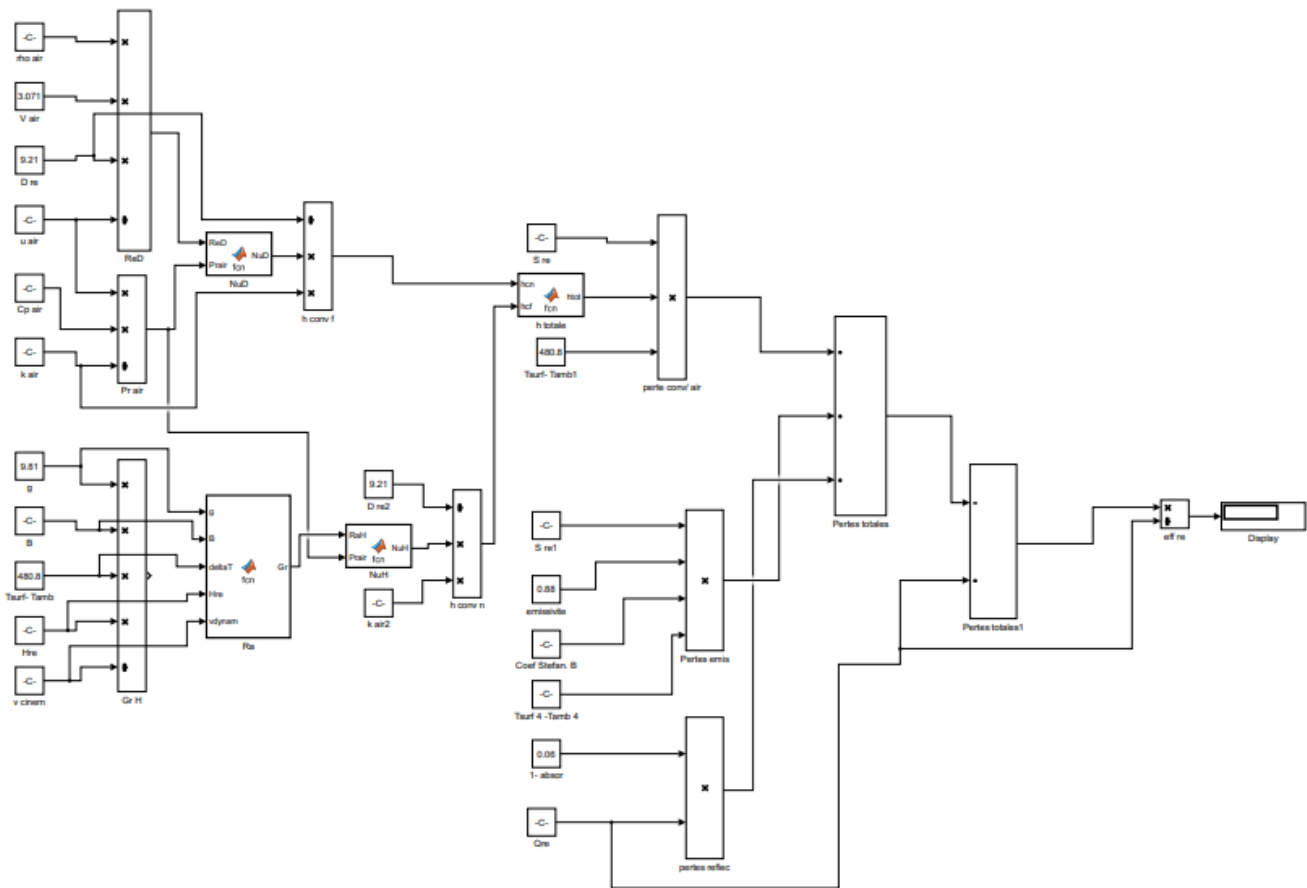 -C-
rho air
3.071
V air
9.21
D re
-C-
u air
-C-
Cp air
-C-
k air
ReD
Pr air
ReD
Prair
NuD
fcn
NuD
h conv f
9.81
g
-C-
B
480.8
Tsurf- Tamb
-C-
Hre
-C-
v cinem
Gr H
g
B
deltaT
Hre
vdynam
Gr
fcn
Ra
RaH
Prair
NuH
fcn
NuH
9.21
D re2
-C-
k air2
h conv n
-C-
S re
hcn
hcf
htot
fcn
h totale
480.8
Tsurf- Tamb1
perte conv/ air
-C-
S re1
0.88
emissivite
-C-
Coef Stefan. B
-C-
Tsurf 4 -Tamb 4
Pertes emis
0.06
1- absor
-C-
Qre
pertes reflec
Pertes totales
Pertes totales1
eff re
Display